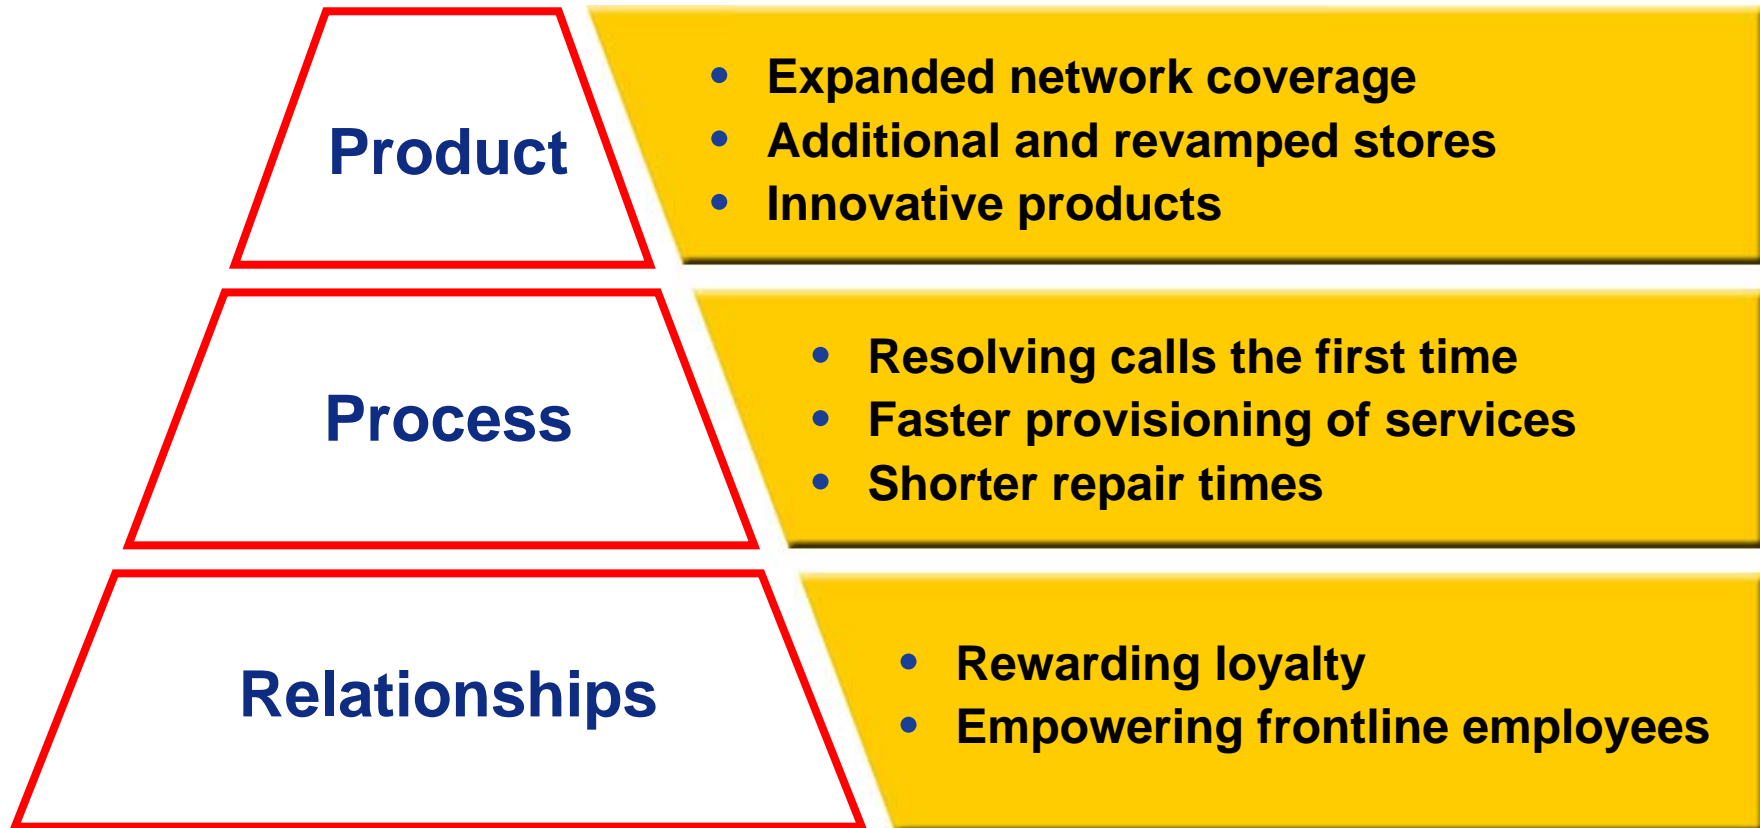 Product
• Expanded network coverage
• Additional and revamped stores
• Innovative products
Process
• Resolving calls the first time
• Faster provisioning of services
• Shorter repair times
Relationships
• Rewarding loyalty
• Empowering frontline employees